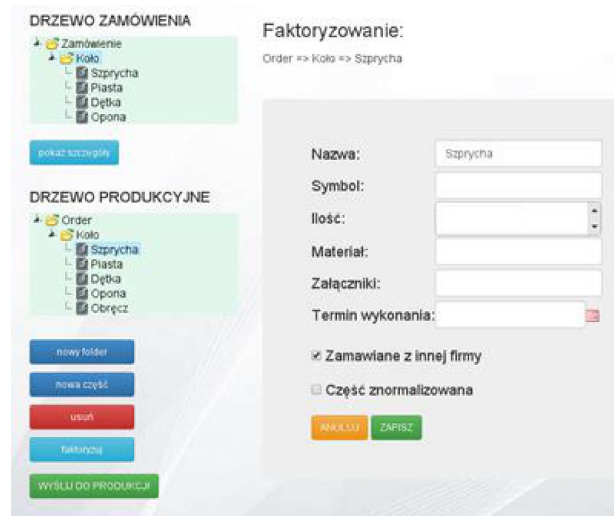 DRZEWO ZAMÓWIENIA
Zamówienie
Koło
Szprycha
Piasta
Dętka
Opona
pokaż szczegóły
DRZEWO PRODUKCYJNE
Order
Koło
Szprycha
Piasta
Dętka
Opona
Obręcz
nowy folder
nowa część
usuń
faktoryzuj
WYŚLIJ DO PRODUKCJI
Faktoryzowanie:
Order => Koło => Szprycha
Nazwa: Szprycha
Symbol:
Ilość:
Materiał:
Załączniki:
Termin wykonania:
Zamawiane z innej firmy
Część znormalizowana
ANULUJ ZAPISZ